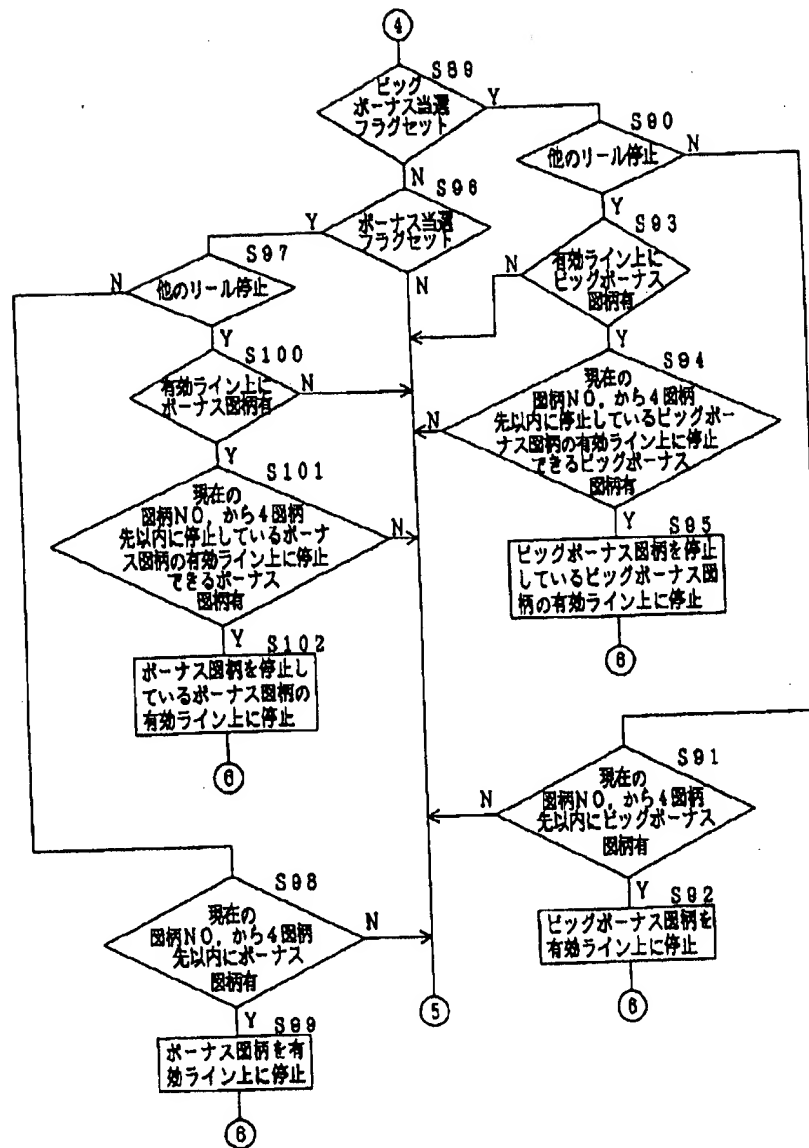 4
S89
ビッグ
ボーナス当選
フラグセット
Y
N
S90
他のリール停止
N
Y
S96
ボーナス当選
フラグセット
Y
N
S93
有効ライン上に
ビッグボーナス
図柄有
N
Y
S97
他のリール停止
N
Y
S100
有効ライン上に
ボーナス図柄有
N
Y
S94
現在の
図柄NO.から4図柄
先以内に停止しているビッグボー
ナス図柄の有効ライン上に停止
できるビッグボーナス
図柄有
N
Y
S101
現在の
図柄NO.から4図柄
先以内に停止しているボーナ
ス図柄の有効ライン上に停止
できるボーナス
図柄有
N
Y
S95
ビッグボーナス図柄を停止
しているビッグボーナス図
柄の有効ライン上に停止
6
S102
ボーナス図柄を停止し
ているボーナス図柄の
有効ライン上に停止
6
S91
現在の
図柄NO.から4図柄
先以内にビッグボーナス
図柄有
N
Y
S92
ビッグボーナス図柄を
有効ライン上に停止
6
S98
現在の
図柄NO.から4図柄
先以内にボーナス
図柄有
N
Y
S99
ボーナス図柄を有
効ライン上に停止
6
5